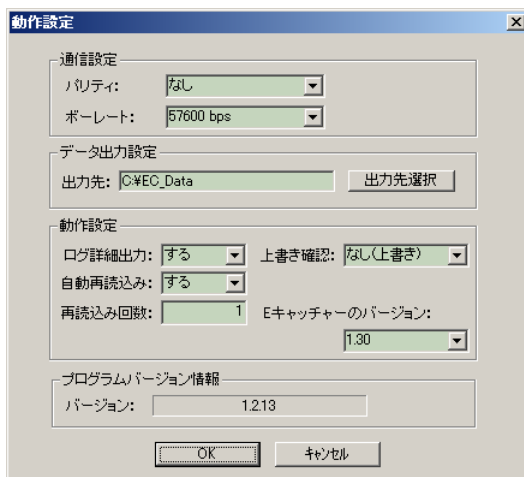 動作設定
通信設定
パリティ: なし
ボーレート: 57600 bps
データ出力設定
出力先: C:¥EC_Data 出力先選択
動作設定
ログ詳細出力: する 上書き確認: なし(上書き)
自動再読込み: する
再読込み回数: 1 Eキャッチャーのバージョン:
1.30
プログラムバージョン情報
バージョン: 1.2.13
OK キャンセル